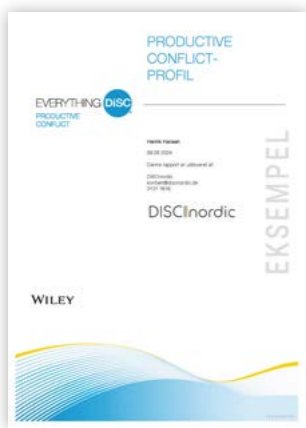 PRODUCTIVE
CONFLICT-
PROFIL
EVERYTHING DiSC
PRODUCTIVE
CONFLICT
Henrik Hansen
Denne rapport er udleveret af:
DISCnordic
DISCnordic
EKSEMPEL
WILEY